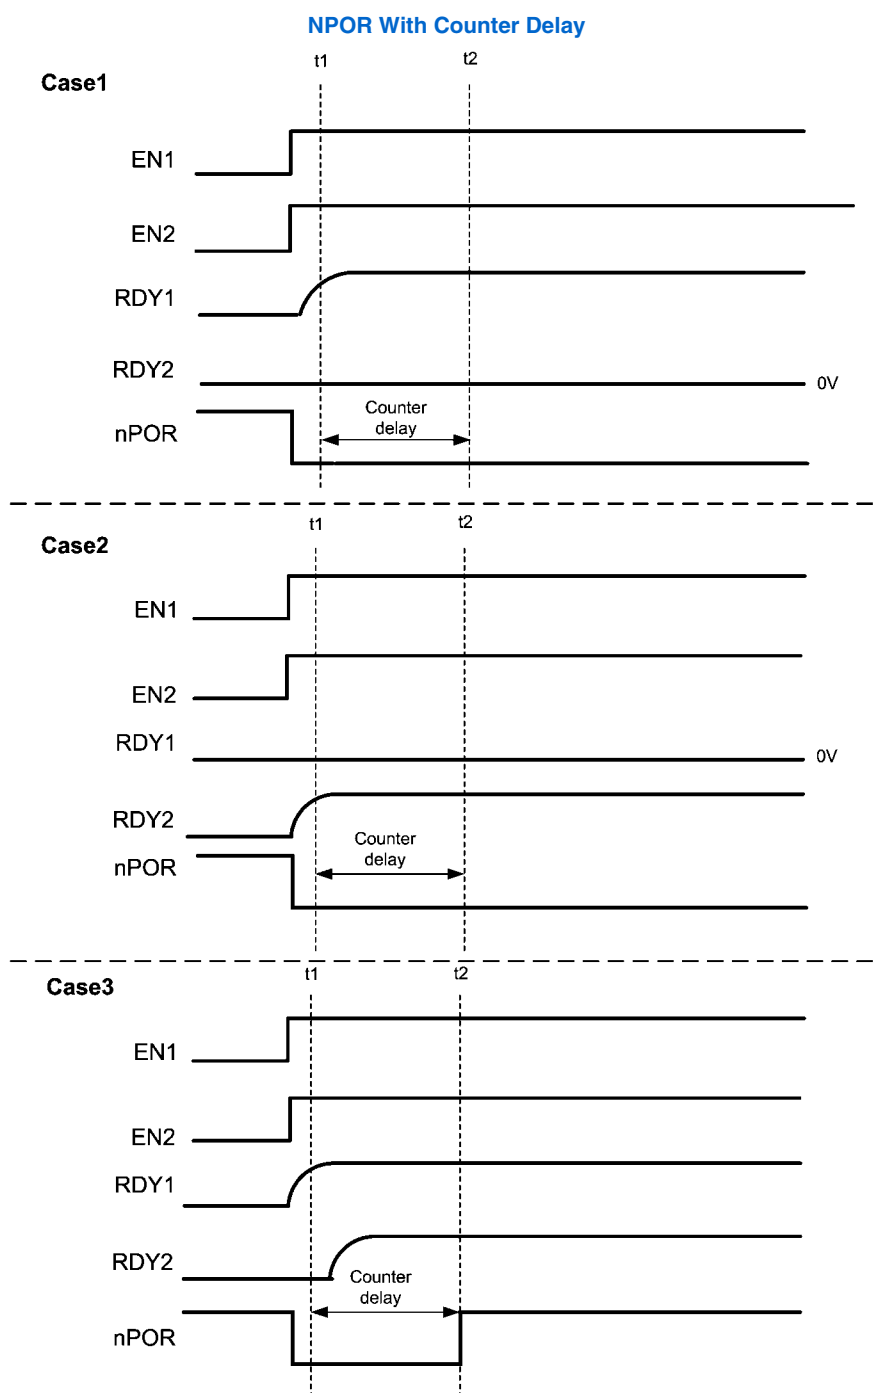 NPOR With Counter Delay
t1 t2
Case1
EN1
EN2
RDY1
RDY2
0V
nPOR
Counter
delay
t1 t2
Case2
EN1
EN2
RDY1
0V
RDY2
nPOR
Counter
delay
t1 t2
Case3
EN1
EN2
RDY1
RDY2
Counter
delay
nPOR